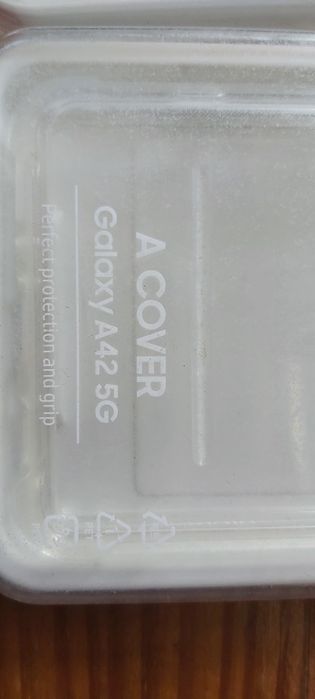 A COVER
Galaxy A42 5G
Perfect protection and grip